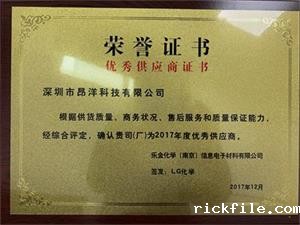 荣誉证书
优秀供应商证书
深圳市昂洋科技有限公司
根据供货质量、商务状况、售后服务和质量保证能力，
经综合评定，确认贵司(厂)为2017年度优秀供应商。
乐金化学（南京）信息电子材料有限公司
签发：LG化学
2017年12月
rickfile.com